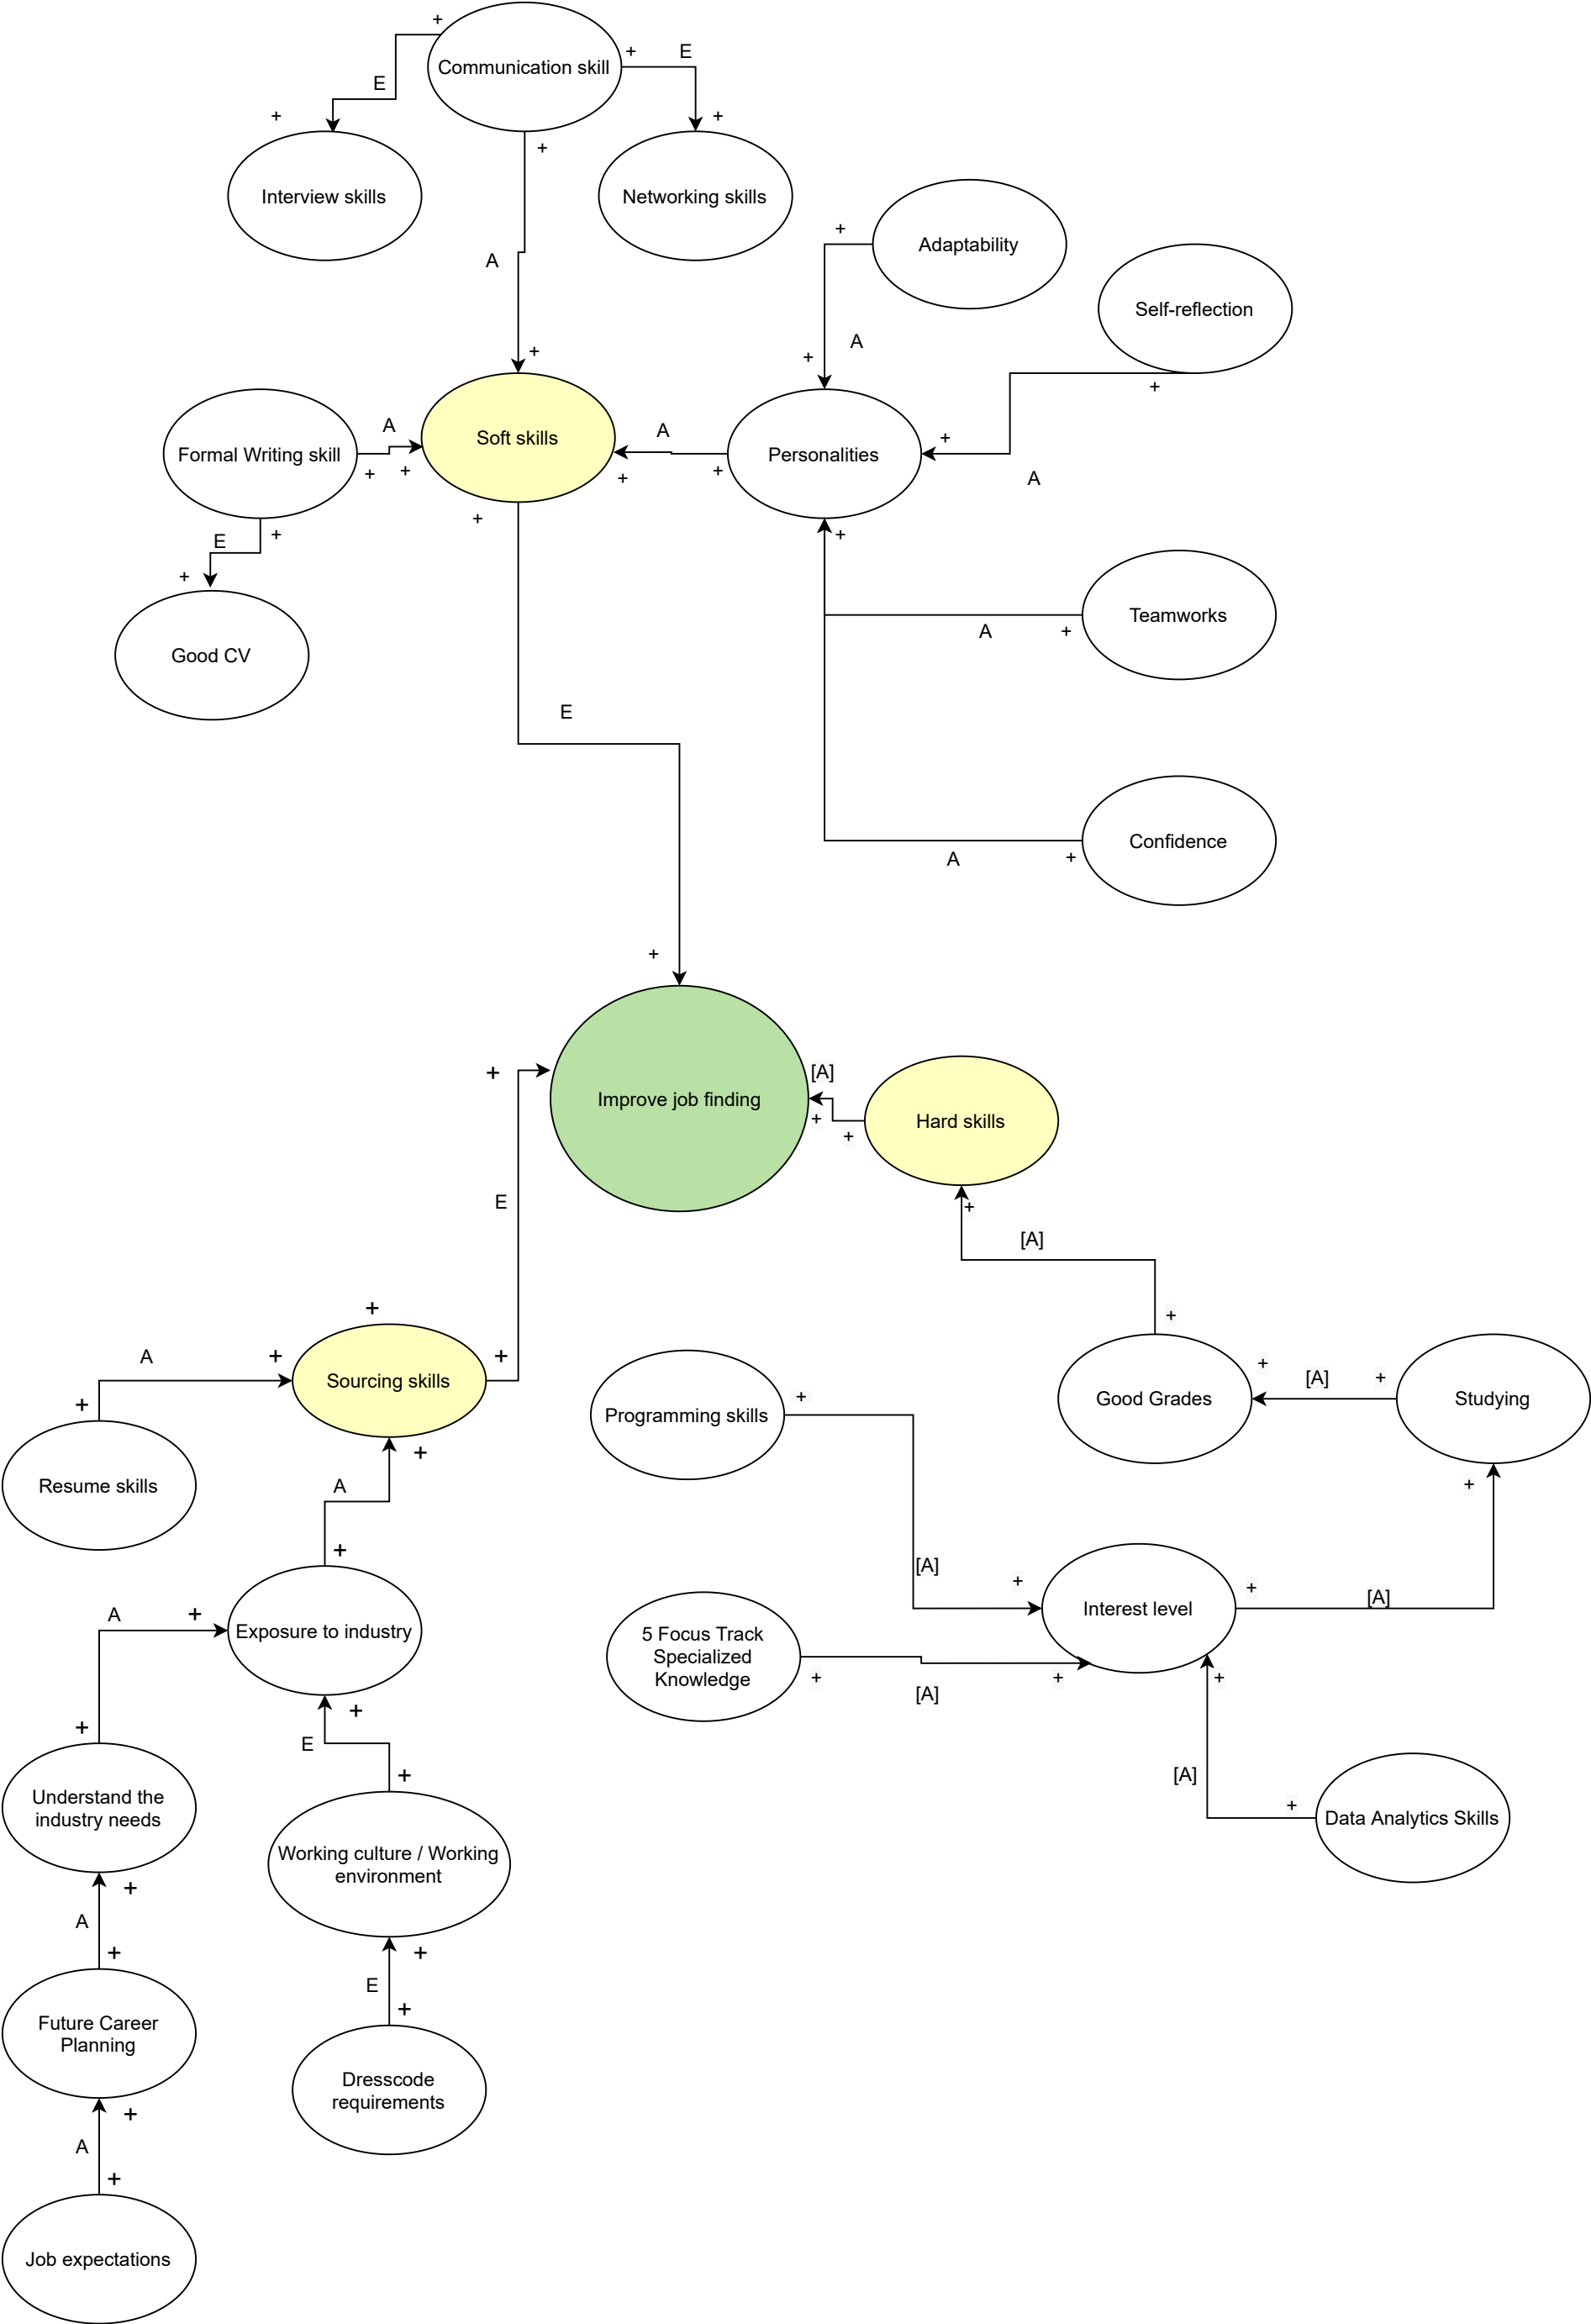 +
Communication skill
+
E
E
+
+
+
Interview skills
Networking skills
+
Adaptability
A
Self-reflection
A
+
+
+
A
Formal Writing skill
A
+
Soft skills
A
+
Personalities
+
+
+
+
A
+
E
+
+
+
Good CV
Teamworks
A
+
E
Confidence
A
+
+
+
[A]
Improve job finding
+
+
Hard skills
E
+
[A]
+
+
A
+
+
Sourcing skills
+
+
Programming skills
+
Good Grades
+
[A]
+
Studying
+
Resume skills
A
+
+
[A]
+
Interest level
+
[A]
+
A
+
Exposure to industry
5 Focus Track
Specialized
Knowledge
+
[A]
+
+
+
+
E
+
Understand the
industry needs
[A]
+
Data Analytics Skills
Working culture / Working
environment
+
A
+
+
E
+
Future Career
Planning
Dresscode
requirements
+
A
+
Job expectations